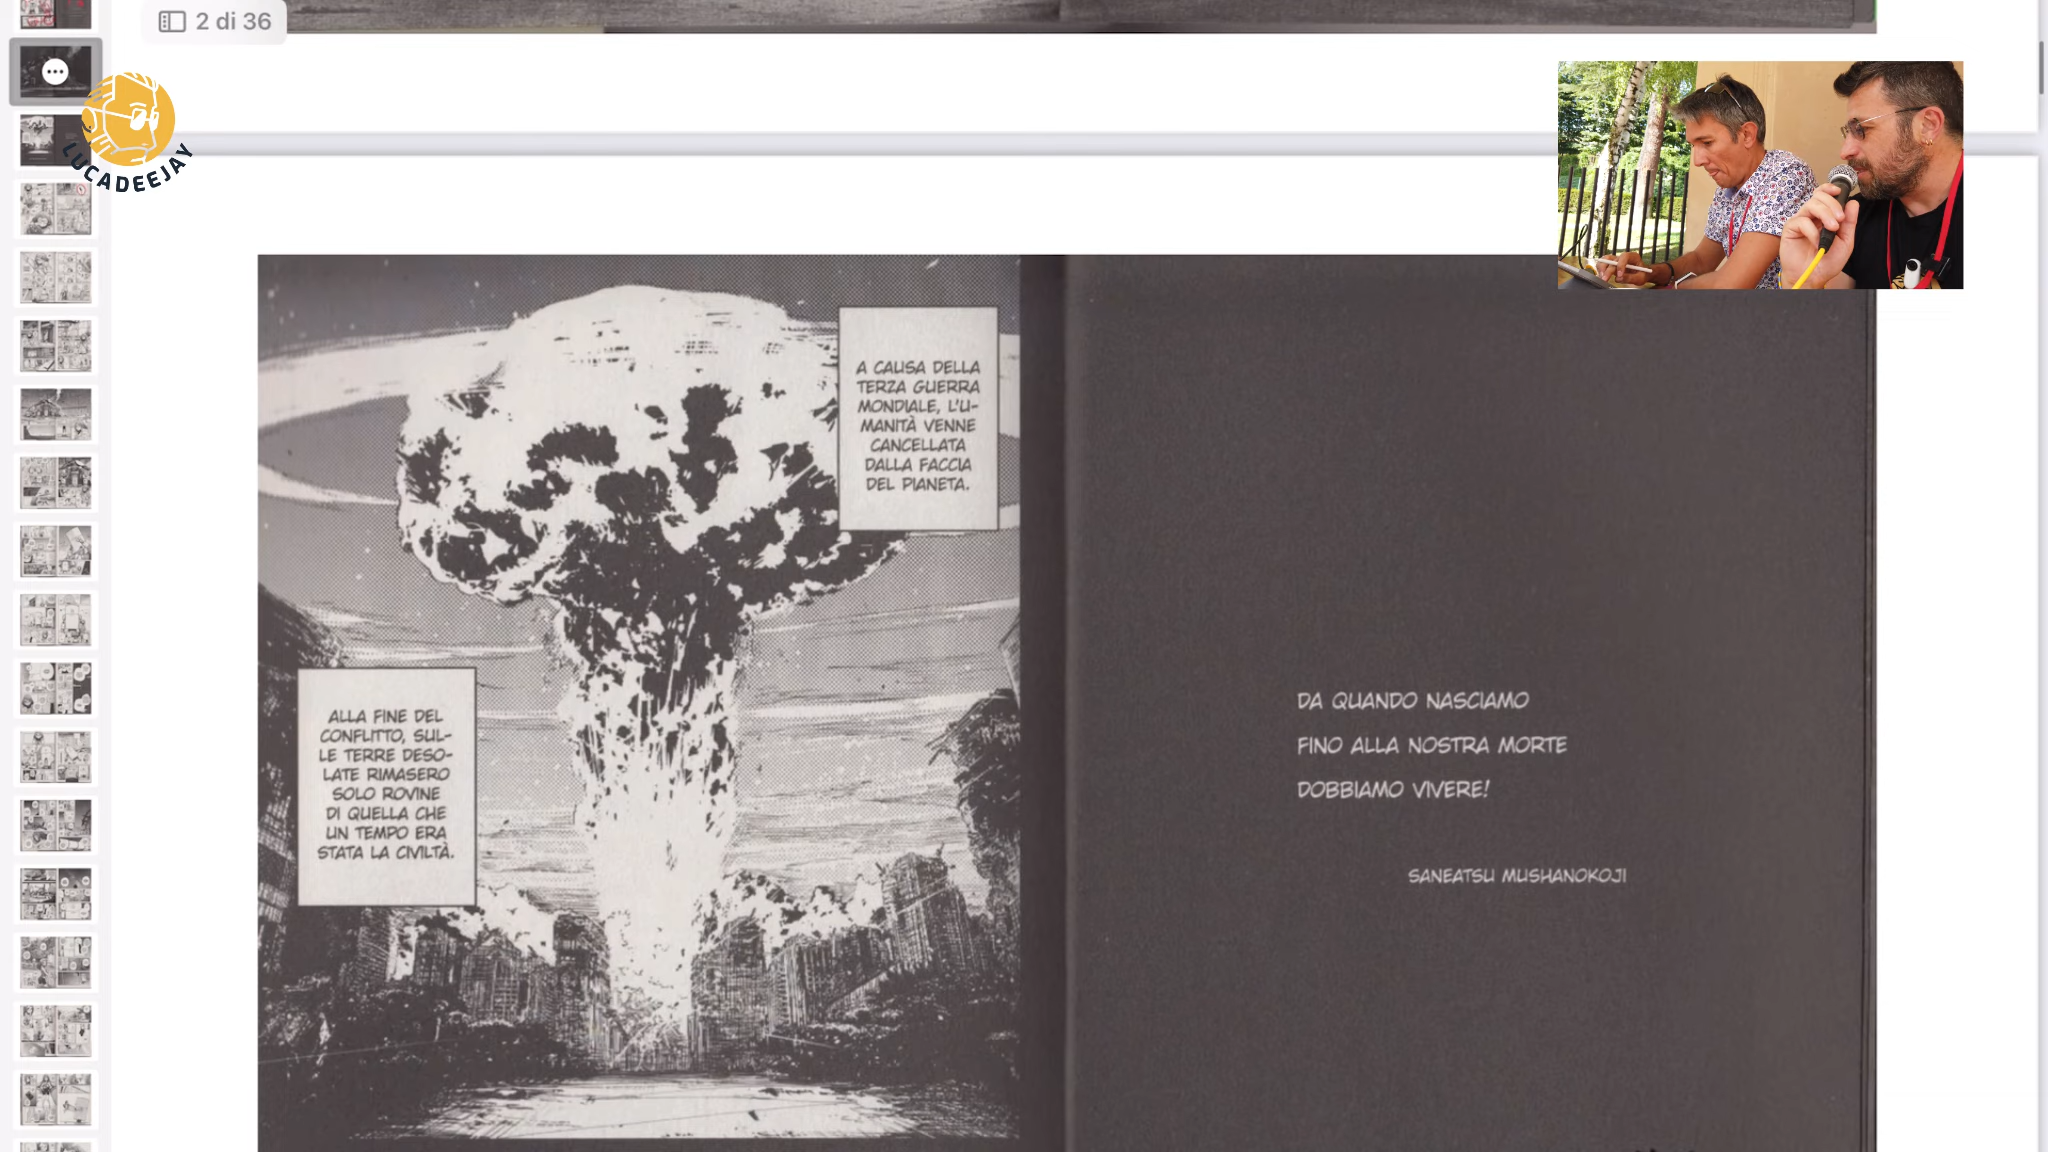 2 di 36
LUCADEEJAY
A CAUSA DELLA
TERZA GUERRA
MONDIALE, L'U-
MANITÀ VENNE
CANCELLATA
DALLA FACCIA
DEL PIANETA.
ALLA FINE DEL
CONFLITTO, SUL-
LE TERRE DESO-
LATE RIMASERO
SOLO ROVINE
DI QUELLA CHE
UN TEMPO ERA
STATA LA CIVILTÀ.
DA QUANDO NASCIAMO
FINO ALLA NOSTRA MORTE
DOBBIAMO VIVERE!
SANEATSU MUSHANOKOJI